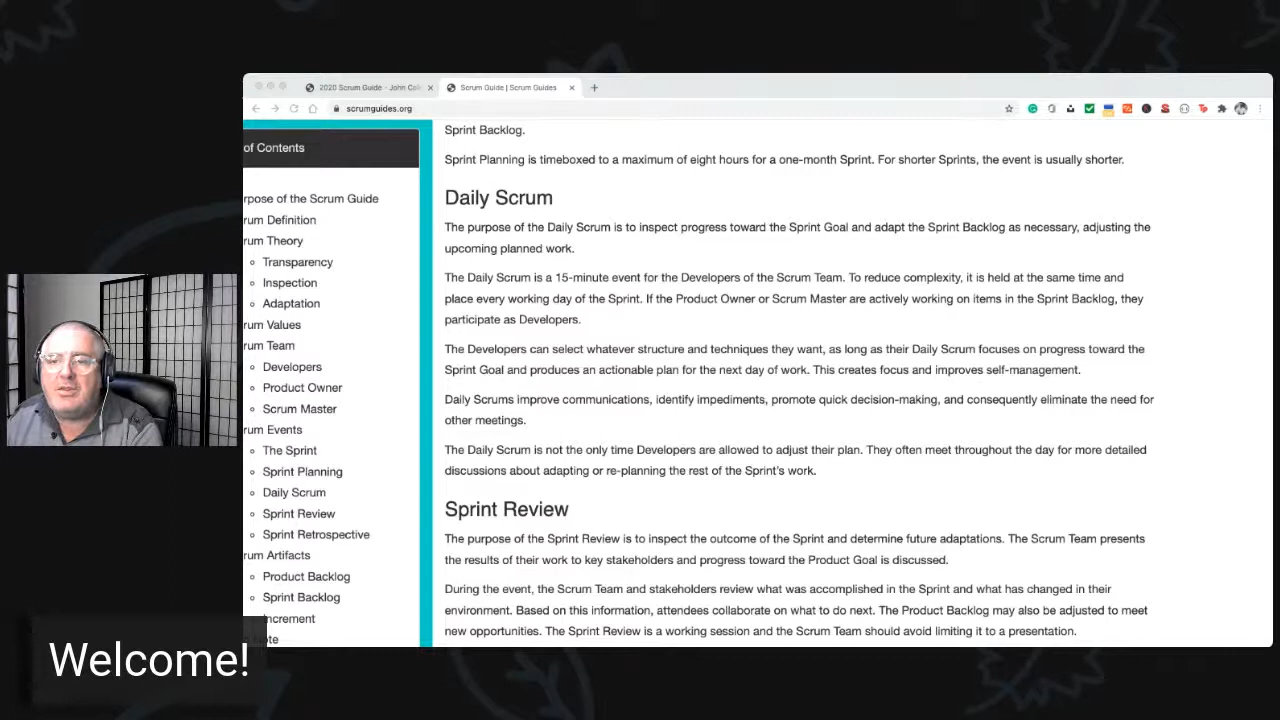 2020 Scrum Guide - John Col
Scrum Guide | Scrum Guides
scrumguides.org
of Contents
rpose of the Scrum Guide
rum Definition
rum Theory
Transparency
Inspection
Adaptation
rum Values
rum Team
Developers
Product Owner
Scrum Master
rum Events
The Sprint
Sprint Planning
Daily Scrum
Sprint Review
Sprint Retrospective
rum Artifacts
Product Backlog
Sprint Backlog
Increment
Note
Sprint Backlog.
Sprint Planning is timeboxed to a maximum of eight hours for a one-month Sprint. For shorter Sprints, the event is usually shorter.
Daily Scrum
The purpose of the Daily Scrum is to inspect progress toward the Sprint Goal and adapt the Sprint Backlog as necessary, adjusting the
upcoming planned work.
The Daily Scrum is a 15-minute event for the Developers of the Scrum Team. To reduce complexity, it is held at the same time and
place every working day of the Sprint. If the Product Owner or Scrum Master are actively working on items in the Sprint Backlog, they
participate as Developers.
The Developers can select whatever structure and techniques they want, as long as their Daily Scrum focuses on progress toward the
Sprint Goal and produces an actionable plan for the next day of work. This creates focus and improves self-management.
Daily Scrums improve communications, identify impediments, promote quick decision-making, and consequently eliminate the need for
other meetings.
The Daily Scrum is not the only time Developers are allowed to adjust their plan. They often meet throughout the day for more detailed
discussions about adapting or re-planning the rest of the Sprint's work.
Sprint Review
The purpose of the Sprint Review is to inspect the outcome of the Sprint and determine future adaptations. The Scrum Team presents
the results of their work to key stakeholders and progress toward the Product Goal is discussed.
During the event, the Scrum Team and stakeholders review what was accomplished in the Sprint and what has changed in their
environment. Based on this information, attendees collaborate on what to do next. The Product Backlog may also be adjusted to meet
new opportunities. The Sprint Review is a working session and the Scrum Team should avoid limiting it to a presentation.
Welcome!